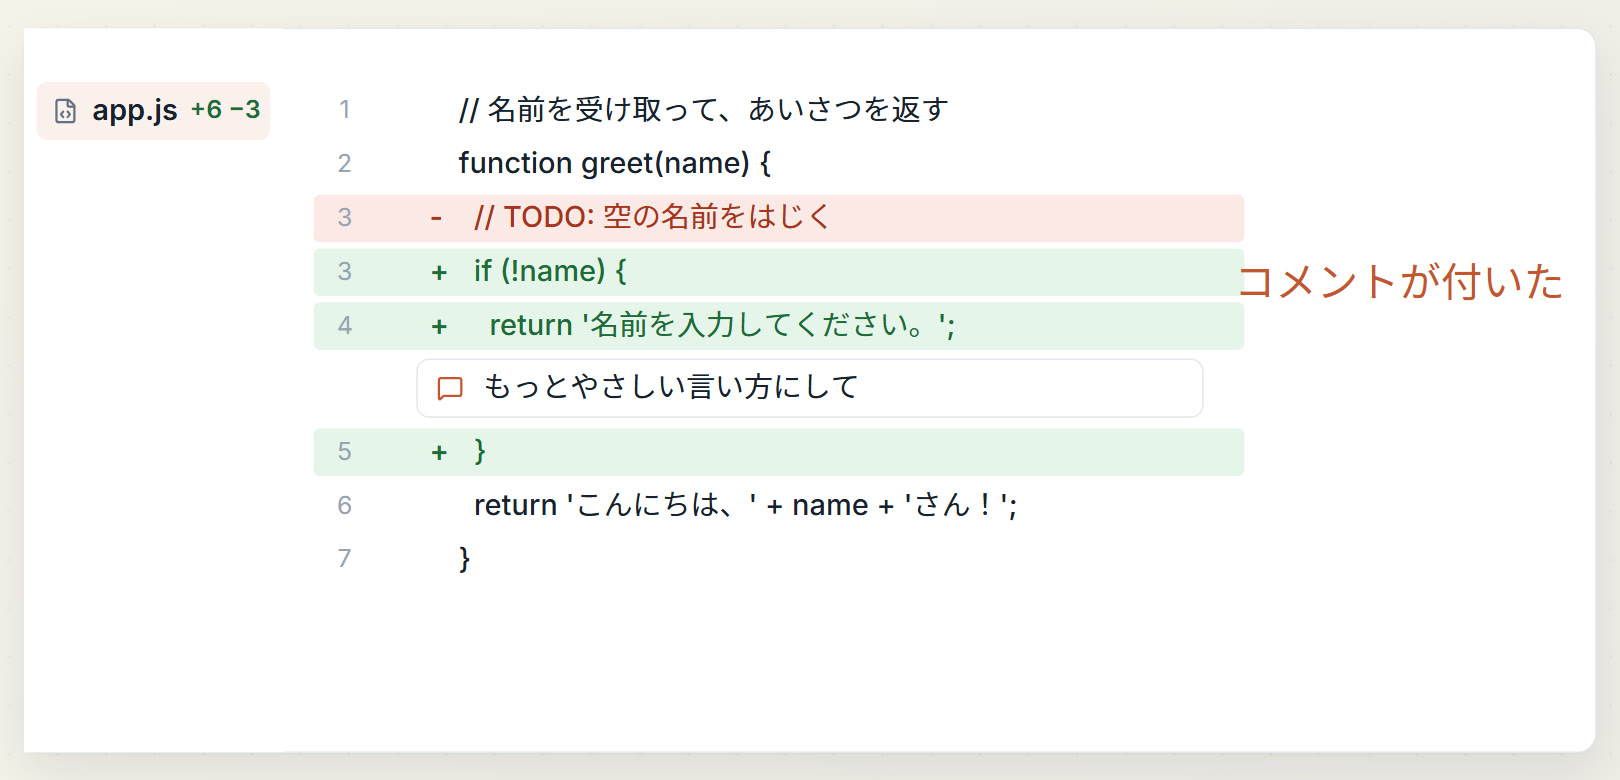 app.js +6 −3
1 // 名前を受け取って、あいさつを返す
2 function greet(name) {
3 - // TODO: 空の名前をはじく
3 + if (!name) {
コメントが付いた
4 + return '名前を入力してください。';
もっとやさしい言い方にして
5 + }
6 return 'こんにちは、' + name + 'さん！';
7 }